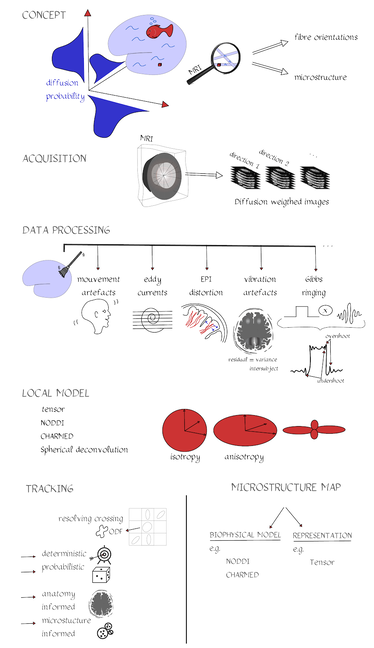 CONCEPT
fibre orientations
diffusion
probability
MRI
microstructure
MRI
ACQUISITION
direction 1
direction 2
...
Diffusion weigthed images
DATA PROCESSING
...
mouvement
artefacts
eddy
currents
EPI
distortion
vibration
artefacts
Gibbs
ringing
overshoot
residual = variance
intersubject
undershoot
LOCAL MODEL
tensor
NODDI
CHARMED
Spherical deconvolution
isotropy
anisotropy
TRACKING
resolving crossing
ODF
deterministic
probabilistic
anatomy
informed
microstucture
informed
MICROSTRUCTURE MAP
BIOPHYSICAL MODEL
e.g.
NODDI
CHARMED
REPRESENTATION
e.g.
Tensor